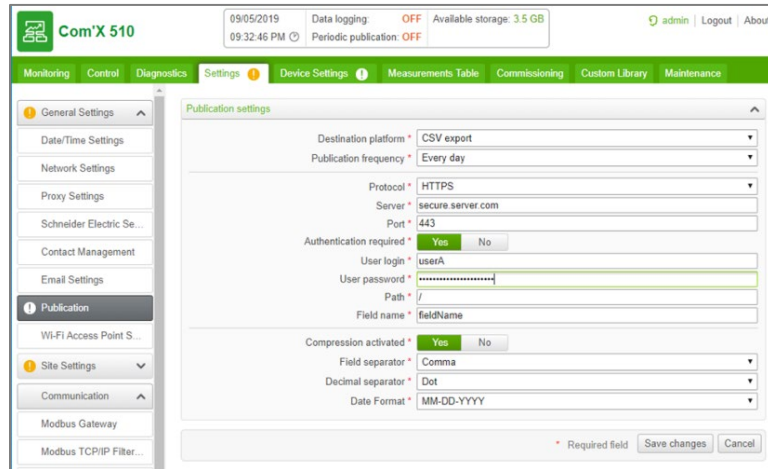 Com'X 510
09/05/2019 Data logging: OFF Available storage: 3.5 GB
09:32:46 PM Periodic publication: OFF
admin | Logout | About
Monitoring Control Diagnostics Settings Device Settings Measurements Table Commissioning Custom Library Maintenance
General Settings
Date/Time Settings
Network Settings
Proxy Settings
Schneider Electric Se...
Contact Management
Email Settings
Publication
Wi-Fi Access Point S...
Site Settings
Communication
Modbus Gateway
Modbus TCP/IP Filter...
Publication settings
Destination platform * CSV export
Publication frequency * Every day
Protocol * HTTPS
Server * secure.server.com
Port * 443
Authentication required * Yes No
User login * userA
User password * ••••••••••••••••••••••
Path * /
Field name * fieldName
Compression activated * Yes No
Field separator * Comma
Decimal separator * Dot
Date Format * MM-DD-YYYY
* Required field Save changes Cancel